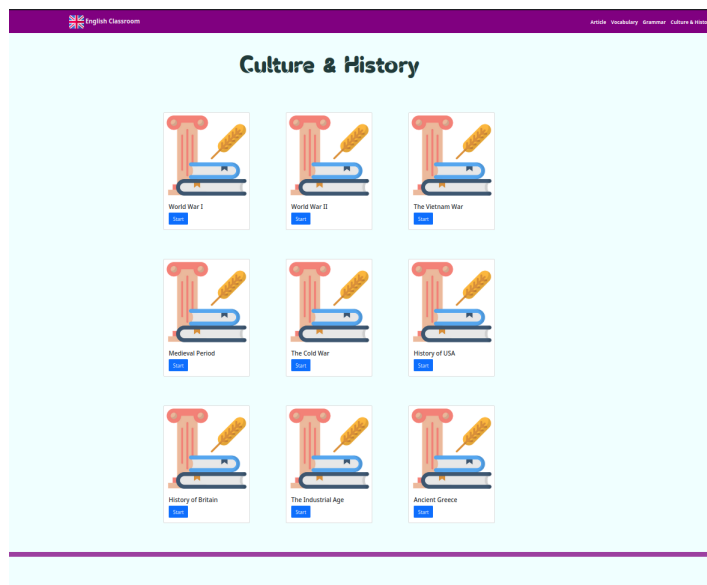 English Classroom
Article Vocabulary Grammar Culture & Histo
Culture & History
World War I
Start
World War II
Start
The Vietnam War
Start
Medieval Period
Start
The Cold War
Start
History of USA
Start
History of Britain
Start
The Industrial Age
Start
Ancient Greece
Start